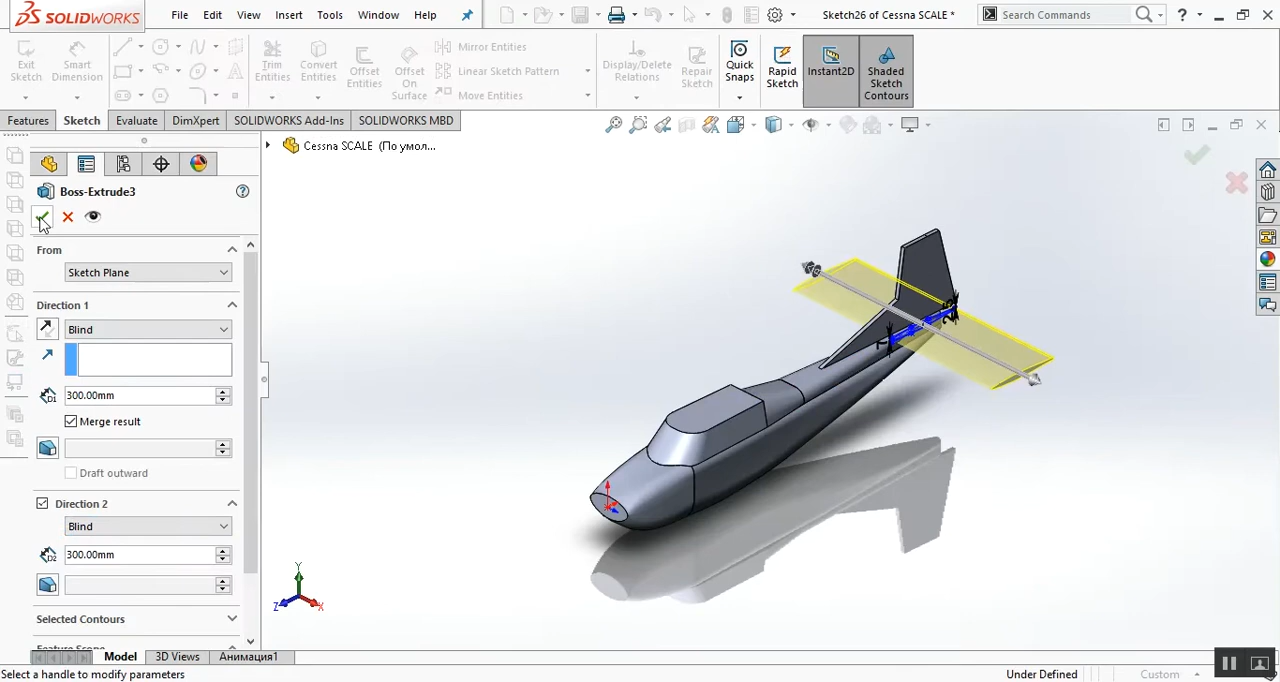 SOLIDWORKS
File Edit View Insert Tools Window Help
Sketch26 of Cessna SCALE *
Search Commands
?
Exit Sketch
Smart Dimension
Trim Entities
Convert Entities
Offset Entities
Offset On Surface
Mirror Entities
Linear Sketch Pattern
Move Entities
Display/Delete Relations
Repair Sketch
Quick Snaps
Rapid Sketch
Instant2D
Shaded Sketch Contours
Features Sketch Evaluate DimXpert SOLIDWORKS Add-Ins SOLIDWORKS MBD
Cessna SCALE (По умол...
Boss-Extrude3
?
From
Sketch Plane
Direction 1
Blind
D1
300.00mm
Merge result
Draft outward
Direction 2
Blind
D2
300.00mm
Selected Contours
Feature Scope
Y
Z X
Model 3D Views Анимация1
Select a handle to modify parameters
Under Defined
Custom